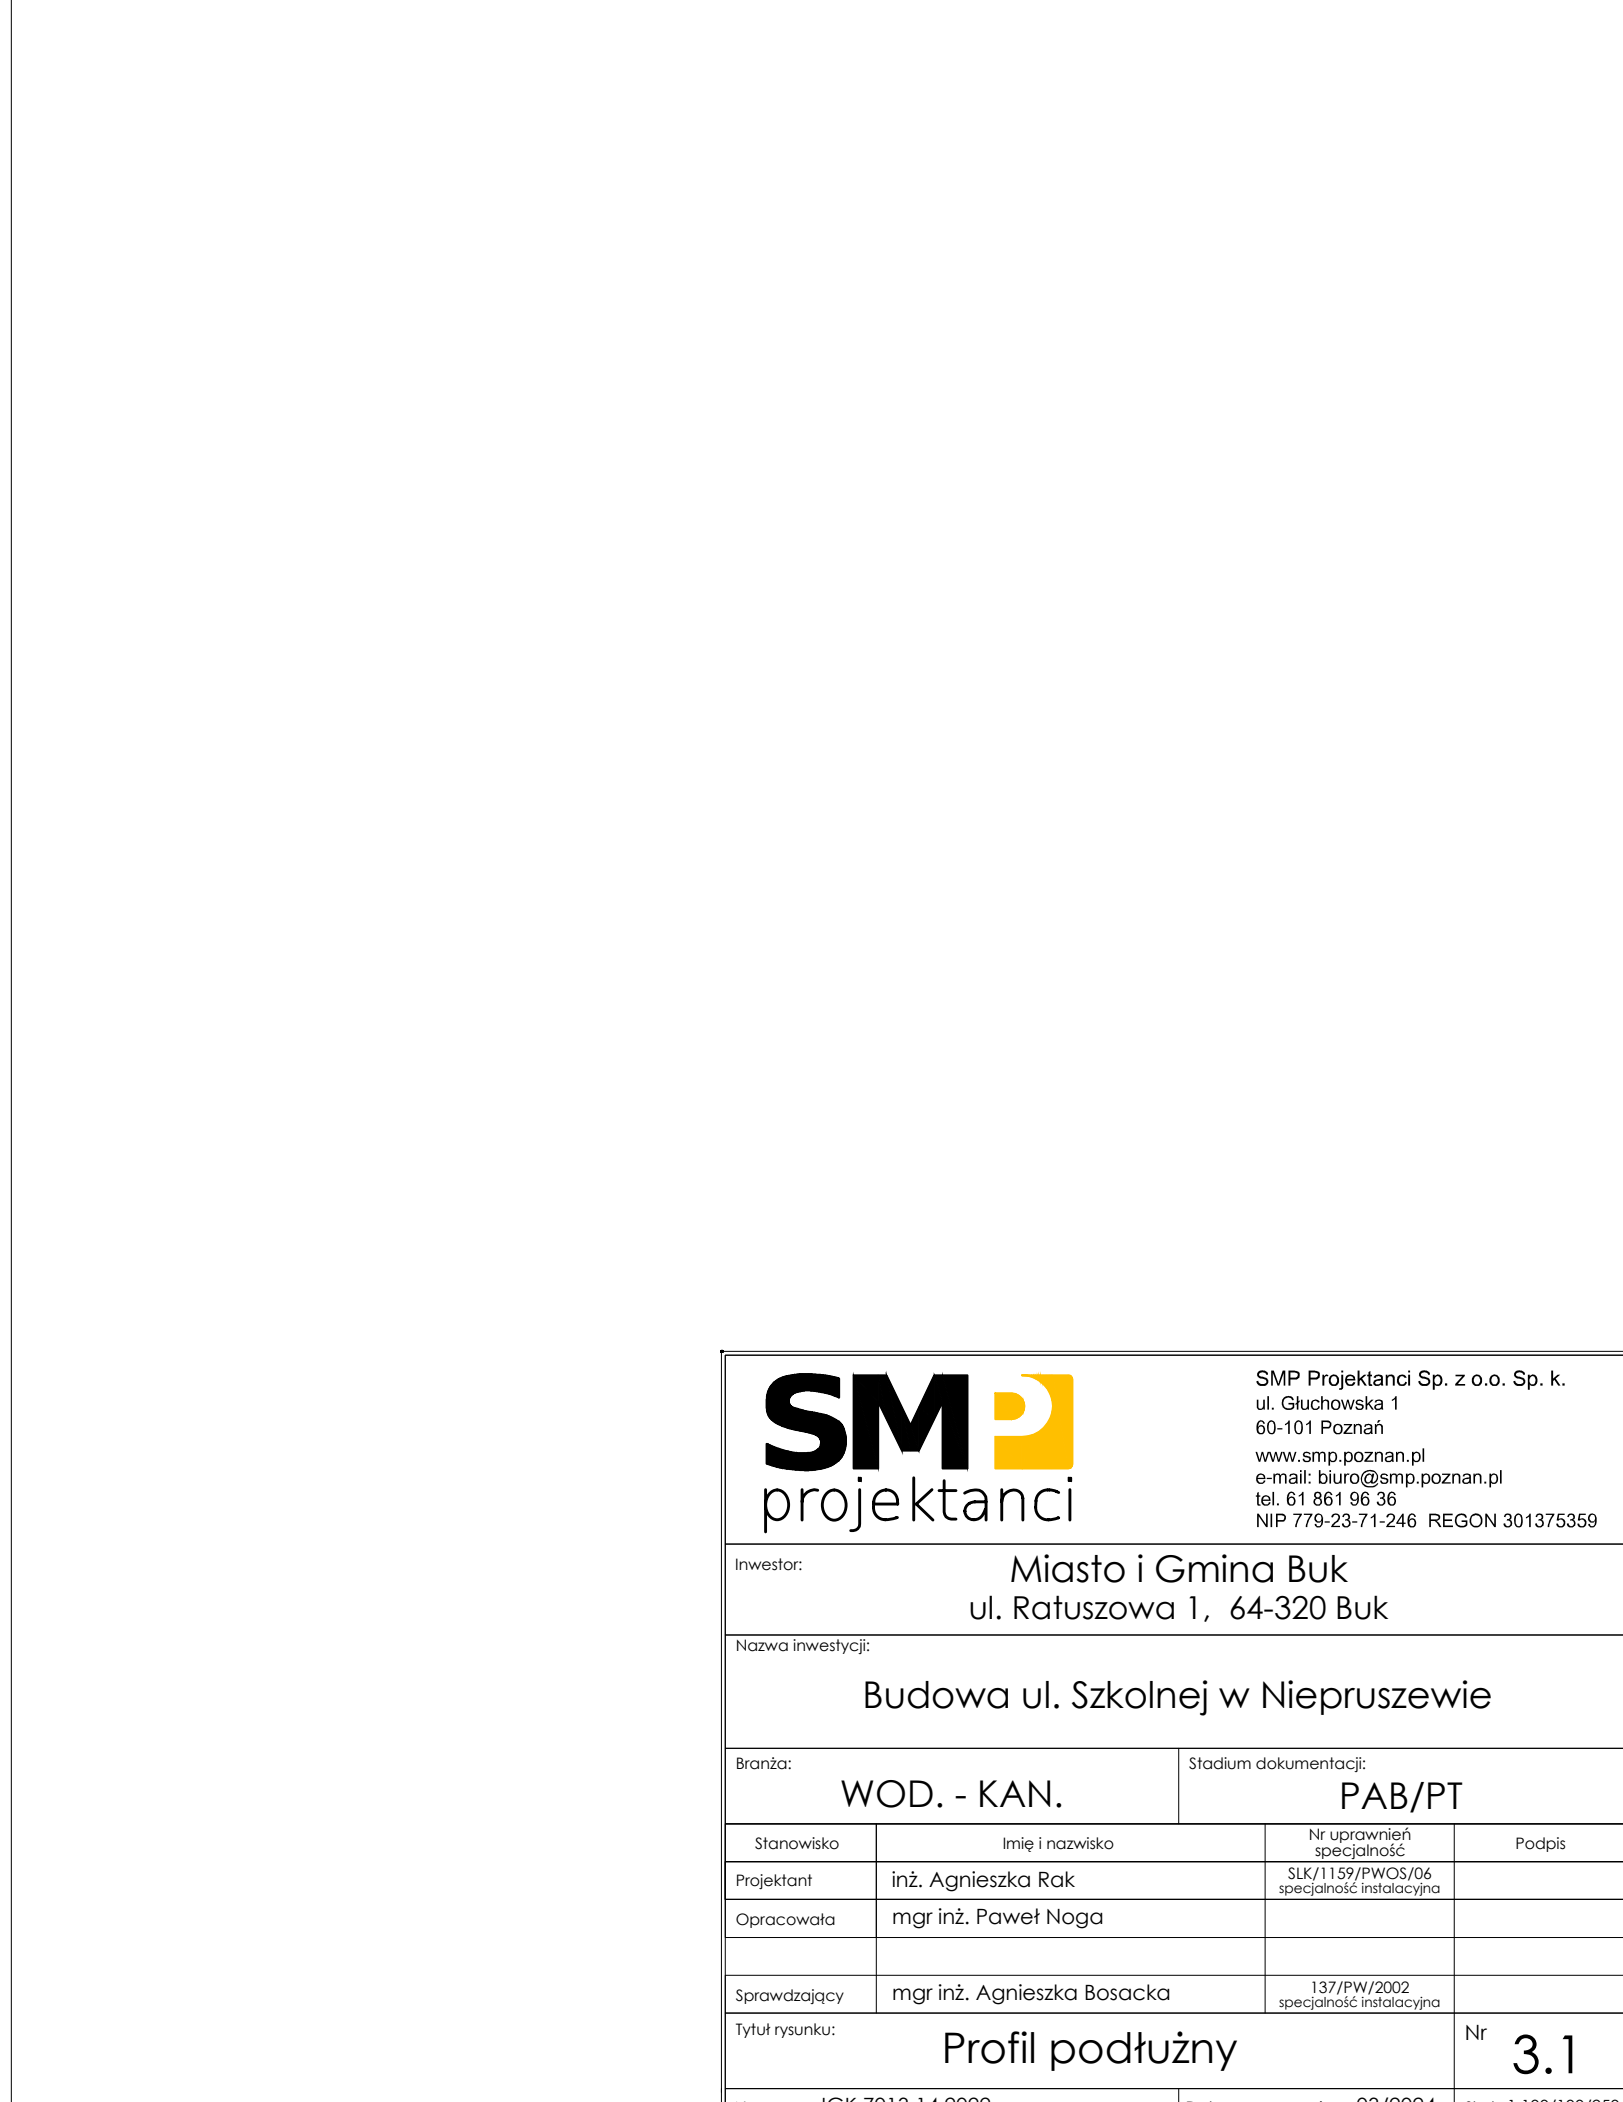 SMP
projektanci
SMP Projektanci Sp. z o.o. Sp. k.
ul. Głuchowska 1
60-101 Poznań
www.smp.poznan.pl
e-mail: biuro@smp.poznan.pl
tel. 61 861 96 36
NIP 779-23-71-246 REGON 301375359
Inwestor:
Miasto i Gmina Buk
ul. Ratuszowa 1, 64-320 Buk
Nazwa inwestycji:
Budowa ul. Szkolnej w Niepruszewie
Branża:
WOD. - KAN.
Stadium dokumentacji:
PAB/PT
Stanowisko
Imię i nazwisko
Nr uprawnień
specjalność
Podpis
Projektant
inż. Agnieszka Rak
SLK/1159/PWOS/06
specjalność instalacyjna
Opracowała
mgr inż. Paweł Noga
Sprawdzający
mgr inż. Agnieszka Bosacka
137/PW/2002
specjalność instalacyjna
Tytuł rysunku:
Profil podłużny
Nr
3.1